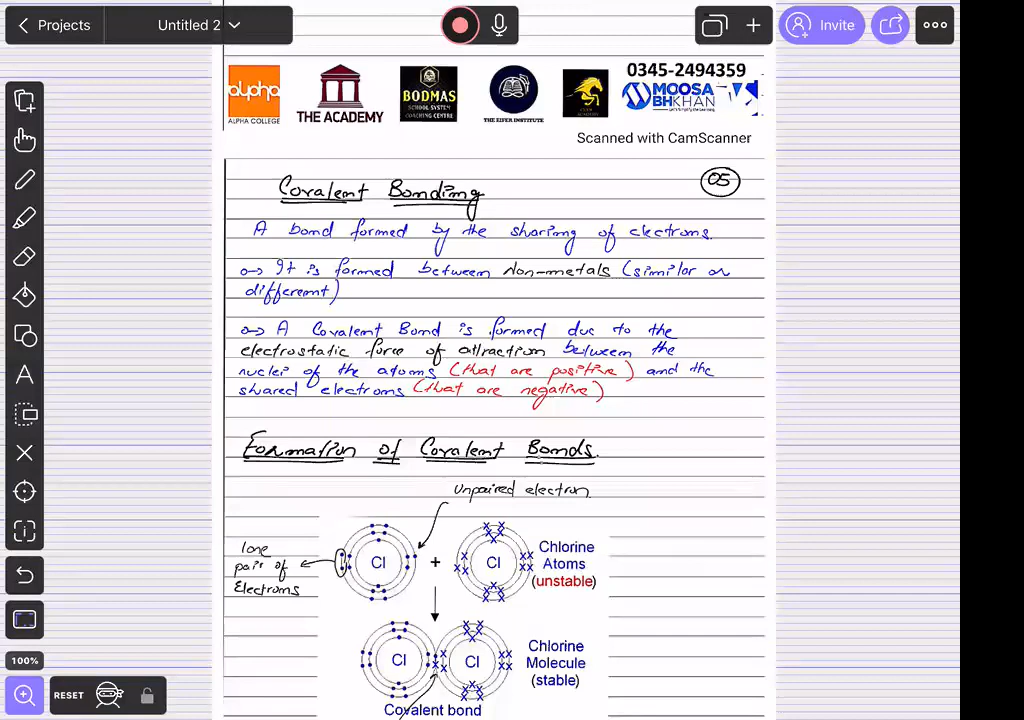 Projects
Untitled 2
Invite
alpha
ALPHA COLLEGE
THE ACADEMY
BODMAS
SCHOOL SYSTEM
COACHING CENTRE
0345-2494359
MOOSA
BHKHAN
Scanned with CamScanner
05
Covalent Bonding
A bond formed by the sharing of electrons.
It is formed between Non-metals (similar or
different)
A Covalent Bond is formed due to the
electrostatic force of attraction between the
nuclei of the atoms (that are positive) and the
shared electrons (that are negative)
Formation of Covalent Bonds.
Unpaired electron
lone
pair of
Electrons
Cl
+
Cl
Chlorine
Atoms
(unstable)
Cl
Cl
Chlorine
Molecule
(stable)
Covalent bond
A
100%
RESET